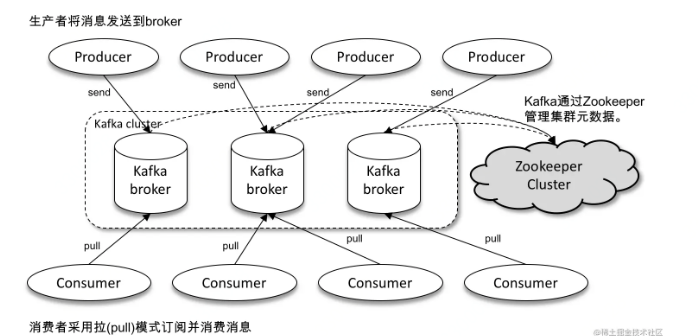 生产者将消息发送到broker
Producer
Producer
Producer
Producer
send
send
send
send
Kafka通过Zookeeper
管理集群元数据。
Kafka cluster
Kafka
broker
Kafka
broker
Kafka
broker
Zookeeper
Cluster
pull
pull
pull
pull
Consumer
Consumer
Consumer
Consumer
消费者采用拉(pull)模式订阅并消费消息
@稀土掘金技术社区